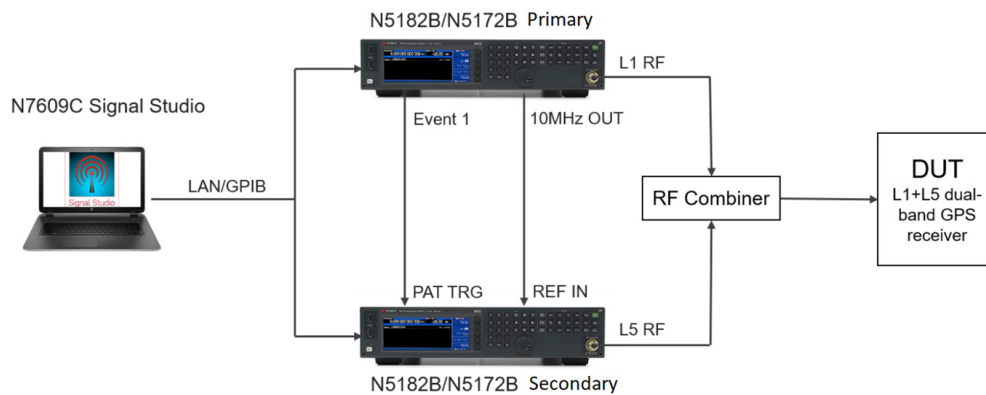 N5182B/N5172B Primary
L1 RF
N7609C Signal Studio
Event 1
10MHz OUT
Signal Studio
LAN/GPIB
RF Combiner
DUT
L1+L5 dual-
band GPS
receiver
PAT TRG
REF IN
L5 RF
N5182B/N5172B Secondary